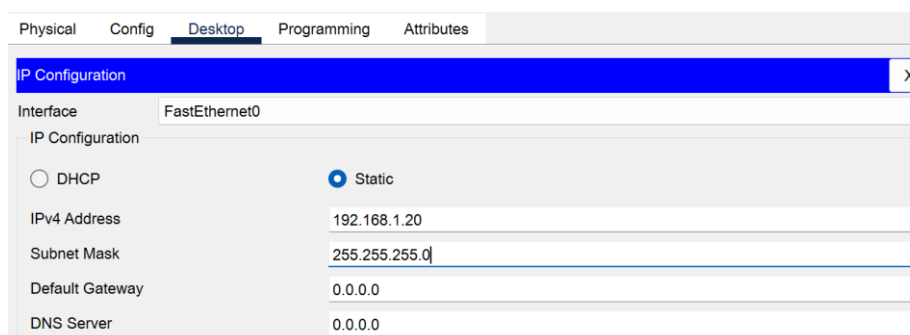 Physical Config Desktop Programming Attributes
IP Configuration X
Interface FastEthernet0
IP Configuration
DHCP Static
IPv4 Address 192.168.1.20
Subnet Mask 255.255.255.0
Default Gateway 0.0.0.0
DNS Server 0.0.0.0